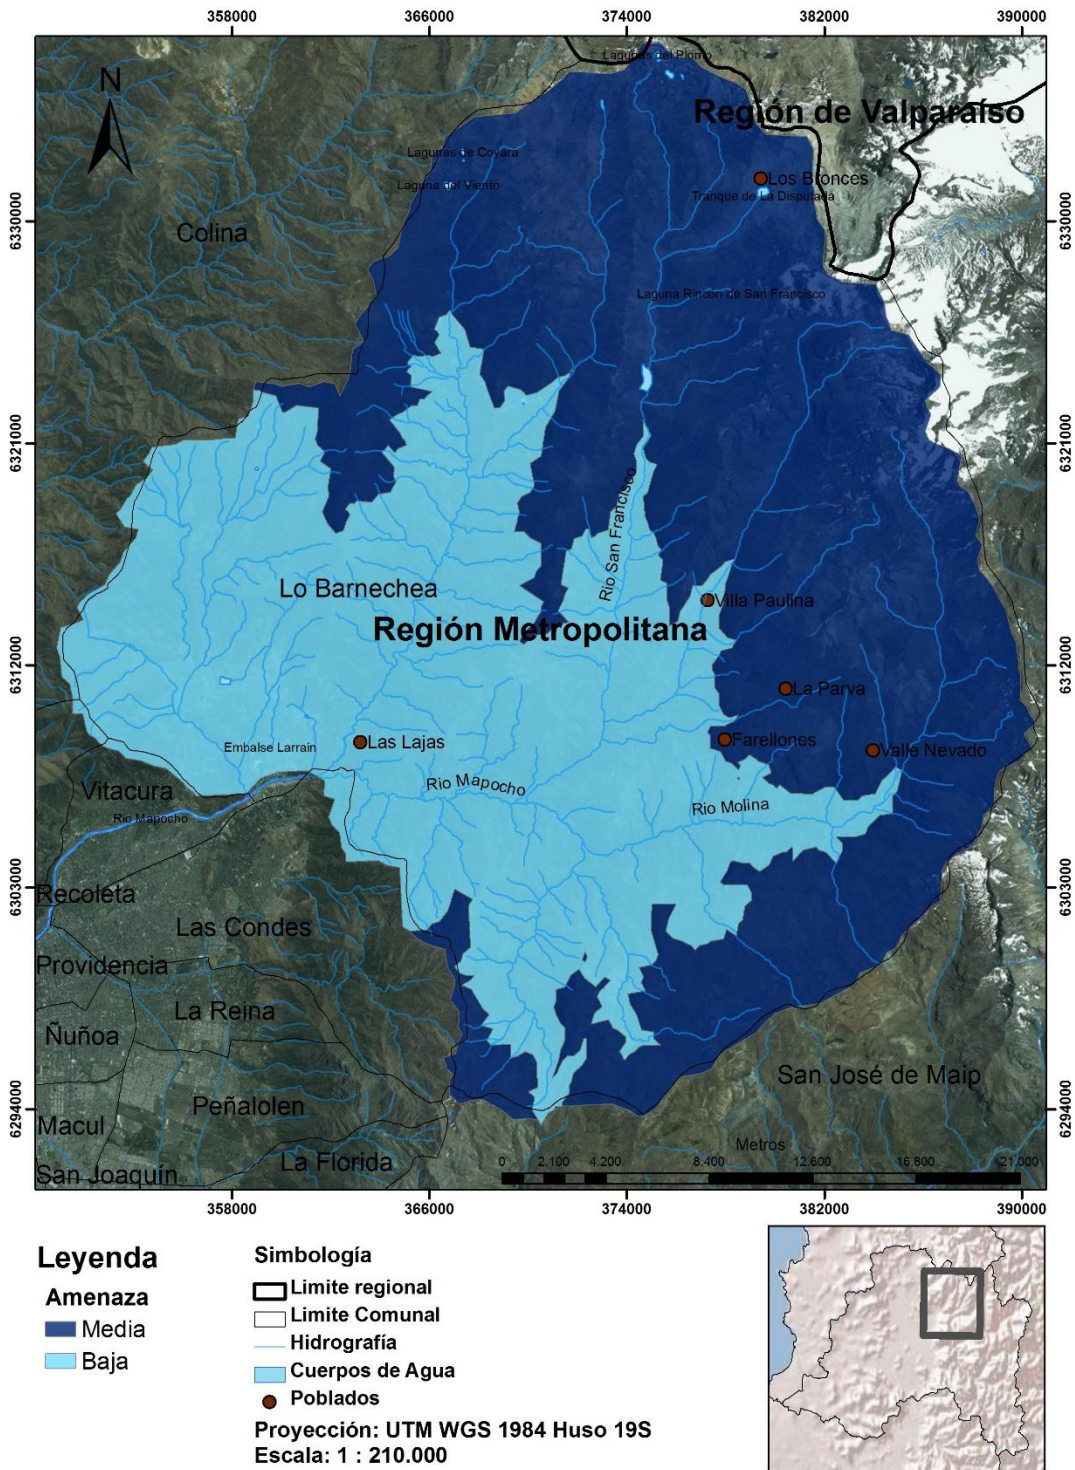 358000
366000
374000
382000
390000
Lagunas del Plomo
N
Región de Valparaíso
Lagunas de Coyara
Laguna del Viento
Los Bronces
Tranque de La Disputada
6330000
6330000
Colina
Laguna Rincon de San Francisco
6321000
6321000
Rio San Francisco
Lo Barnechea
Villa Paulina
Región Metropolitana
6312000
6312000
La Parva
Las Lajas
Embalse Larrain
Farellones
Valle Nevado
Vitacura
Rio Mapocho
Rio Mapocho
Rio Molina
6303000
6303000
Recoleta
Las Condes
Providencia
La Reina
Ñuñoa
San José de Maip
Peñalolen
6294000
6294000
Macul
Metros
La Florida
San Joaquín
0
2.100
4.200
8.400
12.600
16.800
21.000
358000
366000
374000
382000
390000
Leyenda
Amenaza
Media
Baja
Simbología
Limite regional
Limite Comunal
Hidrografía
Cuerpos de Agua
Poblados
Proyección: UTM WGS 1984 Huso 19S
Escala: 1 : 210.000